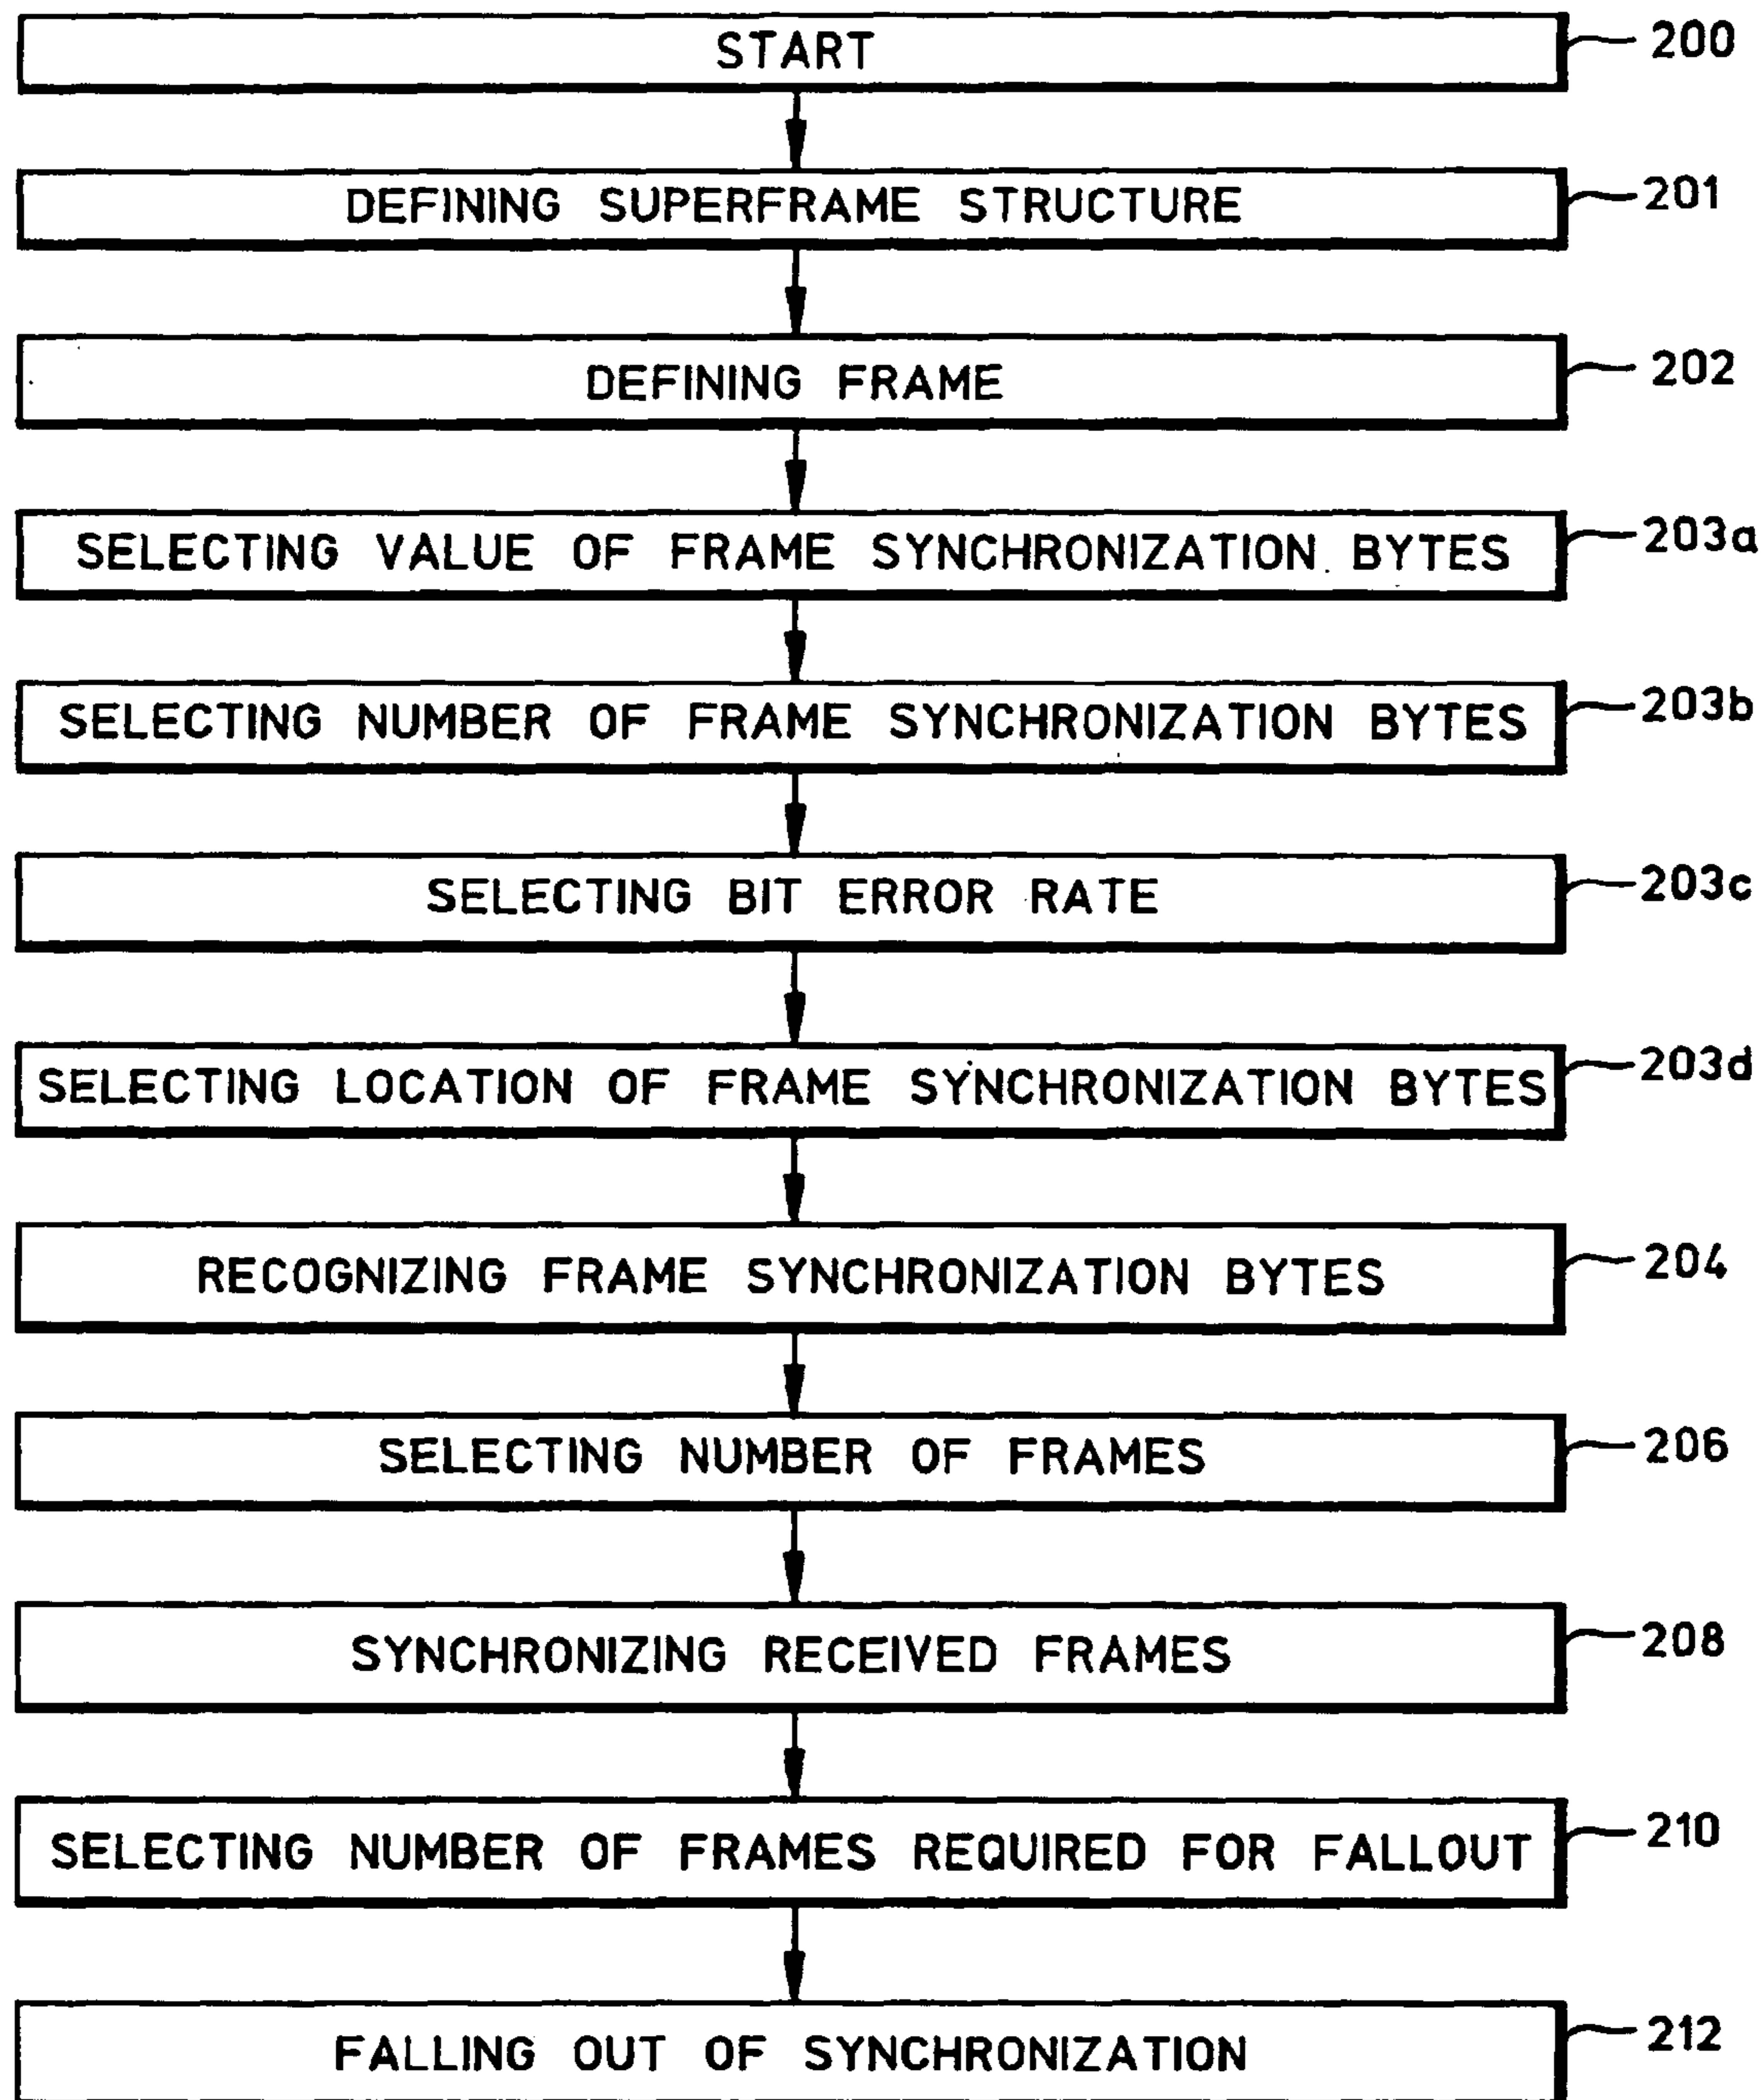 START 200
DEFINING SUPERFRAME STRUCTURE 201
DEFINING FRAME 202
SELECTING VALUE OF FRAME SYNCHRONIZATION BYTES 203a
SELECTING NUMBER OF FRAME SYNCHRONIZATION BYTES 203b
SELECTING BIT ERROR RATE 203c
SELECTING LOCATION OF FRAME SYNCHRONIZATION BYTES 203d
RECOGNIZING FRAME SYNCHRONIZATION BYTES 204
SELECTING NUMBER OF FRAMES 206
SYNCHRONIZING RECEIVED FRAMES 208
SELECTING NUMBER OF FRAMES REQUIRED FOR FALLOUT 210
FALLING OUT OF SYNCHRONIZATION 212